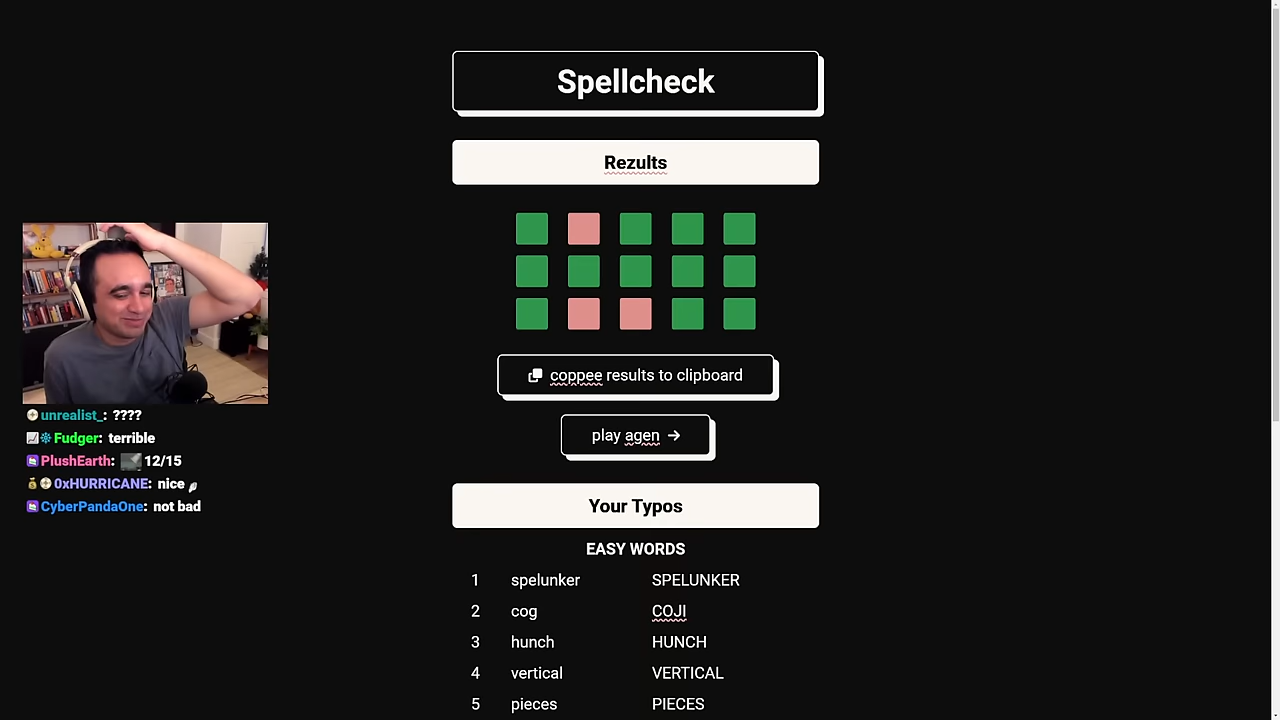 Spellcheck
Rezults
coppee results to clipboard
play agen →
Your Typos
EASY WORDS
1 spelunker SPELUNKER
2 cog COJI
3 hunch HUNCH
4 vertical VERTICAL
5 pieces PIECES
unrealist_: ????
Fudger: terrible
PlushEarth: 12/15
0xHURRICANE: nice
CyberPandaOne: not bad